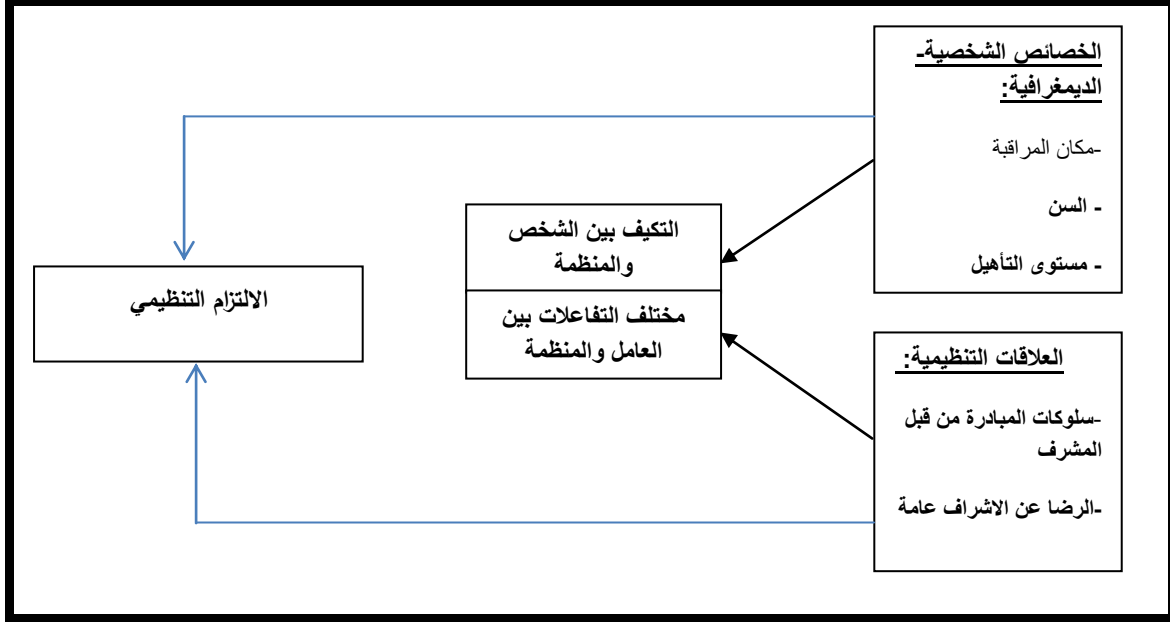 الخصائص الشخصية-
الديمغرافية:
-مكان المراقبة
- السن
- مستوى التأهيل
التكيف بين الشخص
والمنظمة
مختلف التفاعلات بين
العامل والمنظمة
الالتزام التنظيمي
العلاقات التنظيمية:
-سلوكات المبادرة من قبل
المشرف
-الرضا عن الاشراف عامة